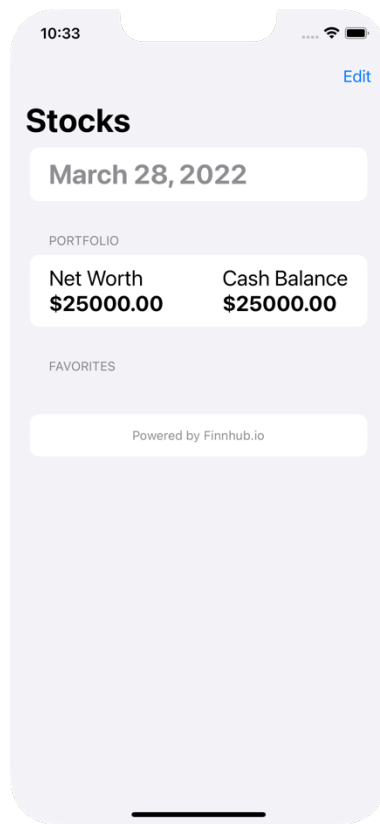 10:33
Edit
Stocks
March 28, 2022
PORTFOLIO
Net Worth Cash Balance
$25000.00 $25000.00
FAVORITES
Powered by Finnhub.io